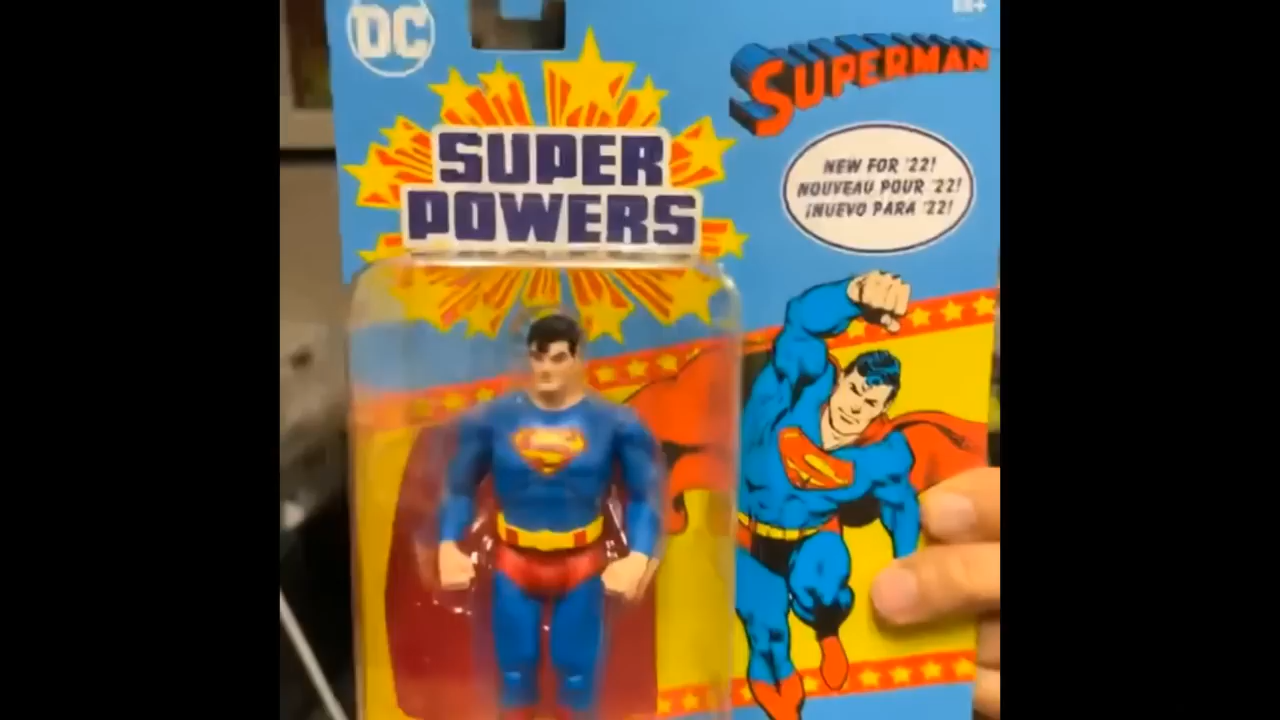 DC
SUPERMAN
SUPER
POWERS
NEW FOR '22!
NOUVEAU POUR '22!
¡NUEVO PARA '22!